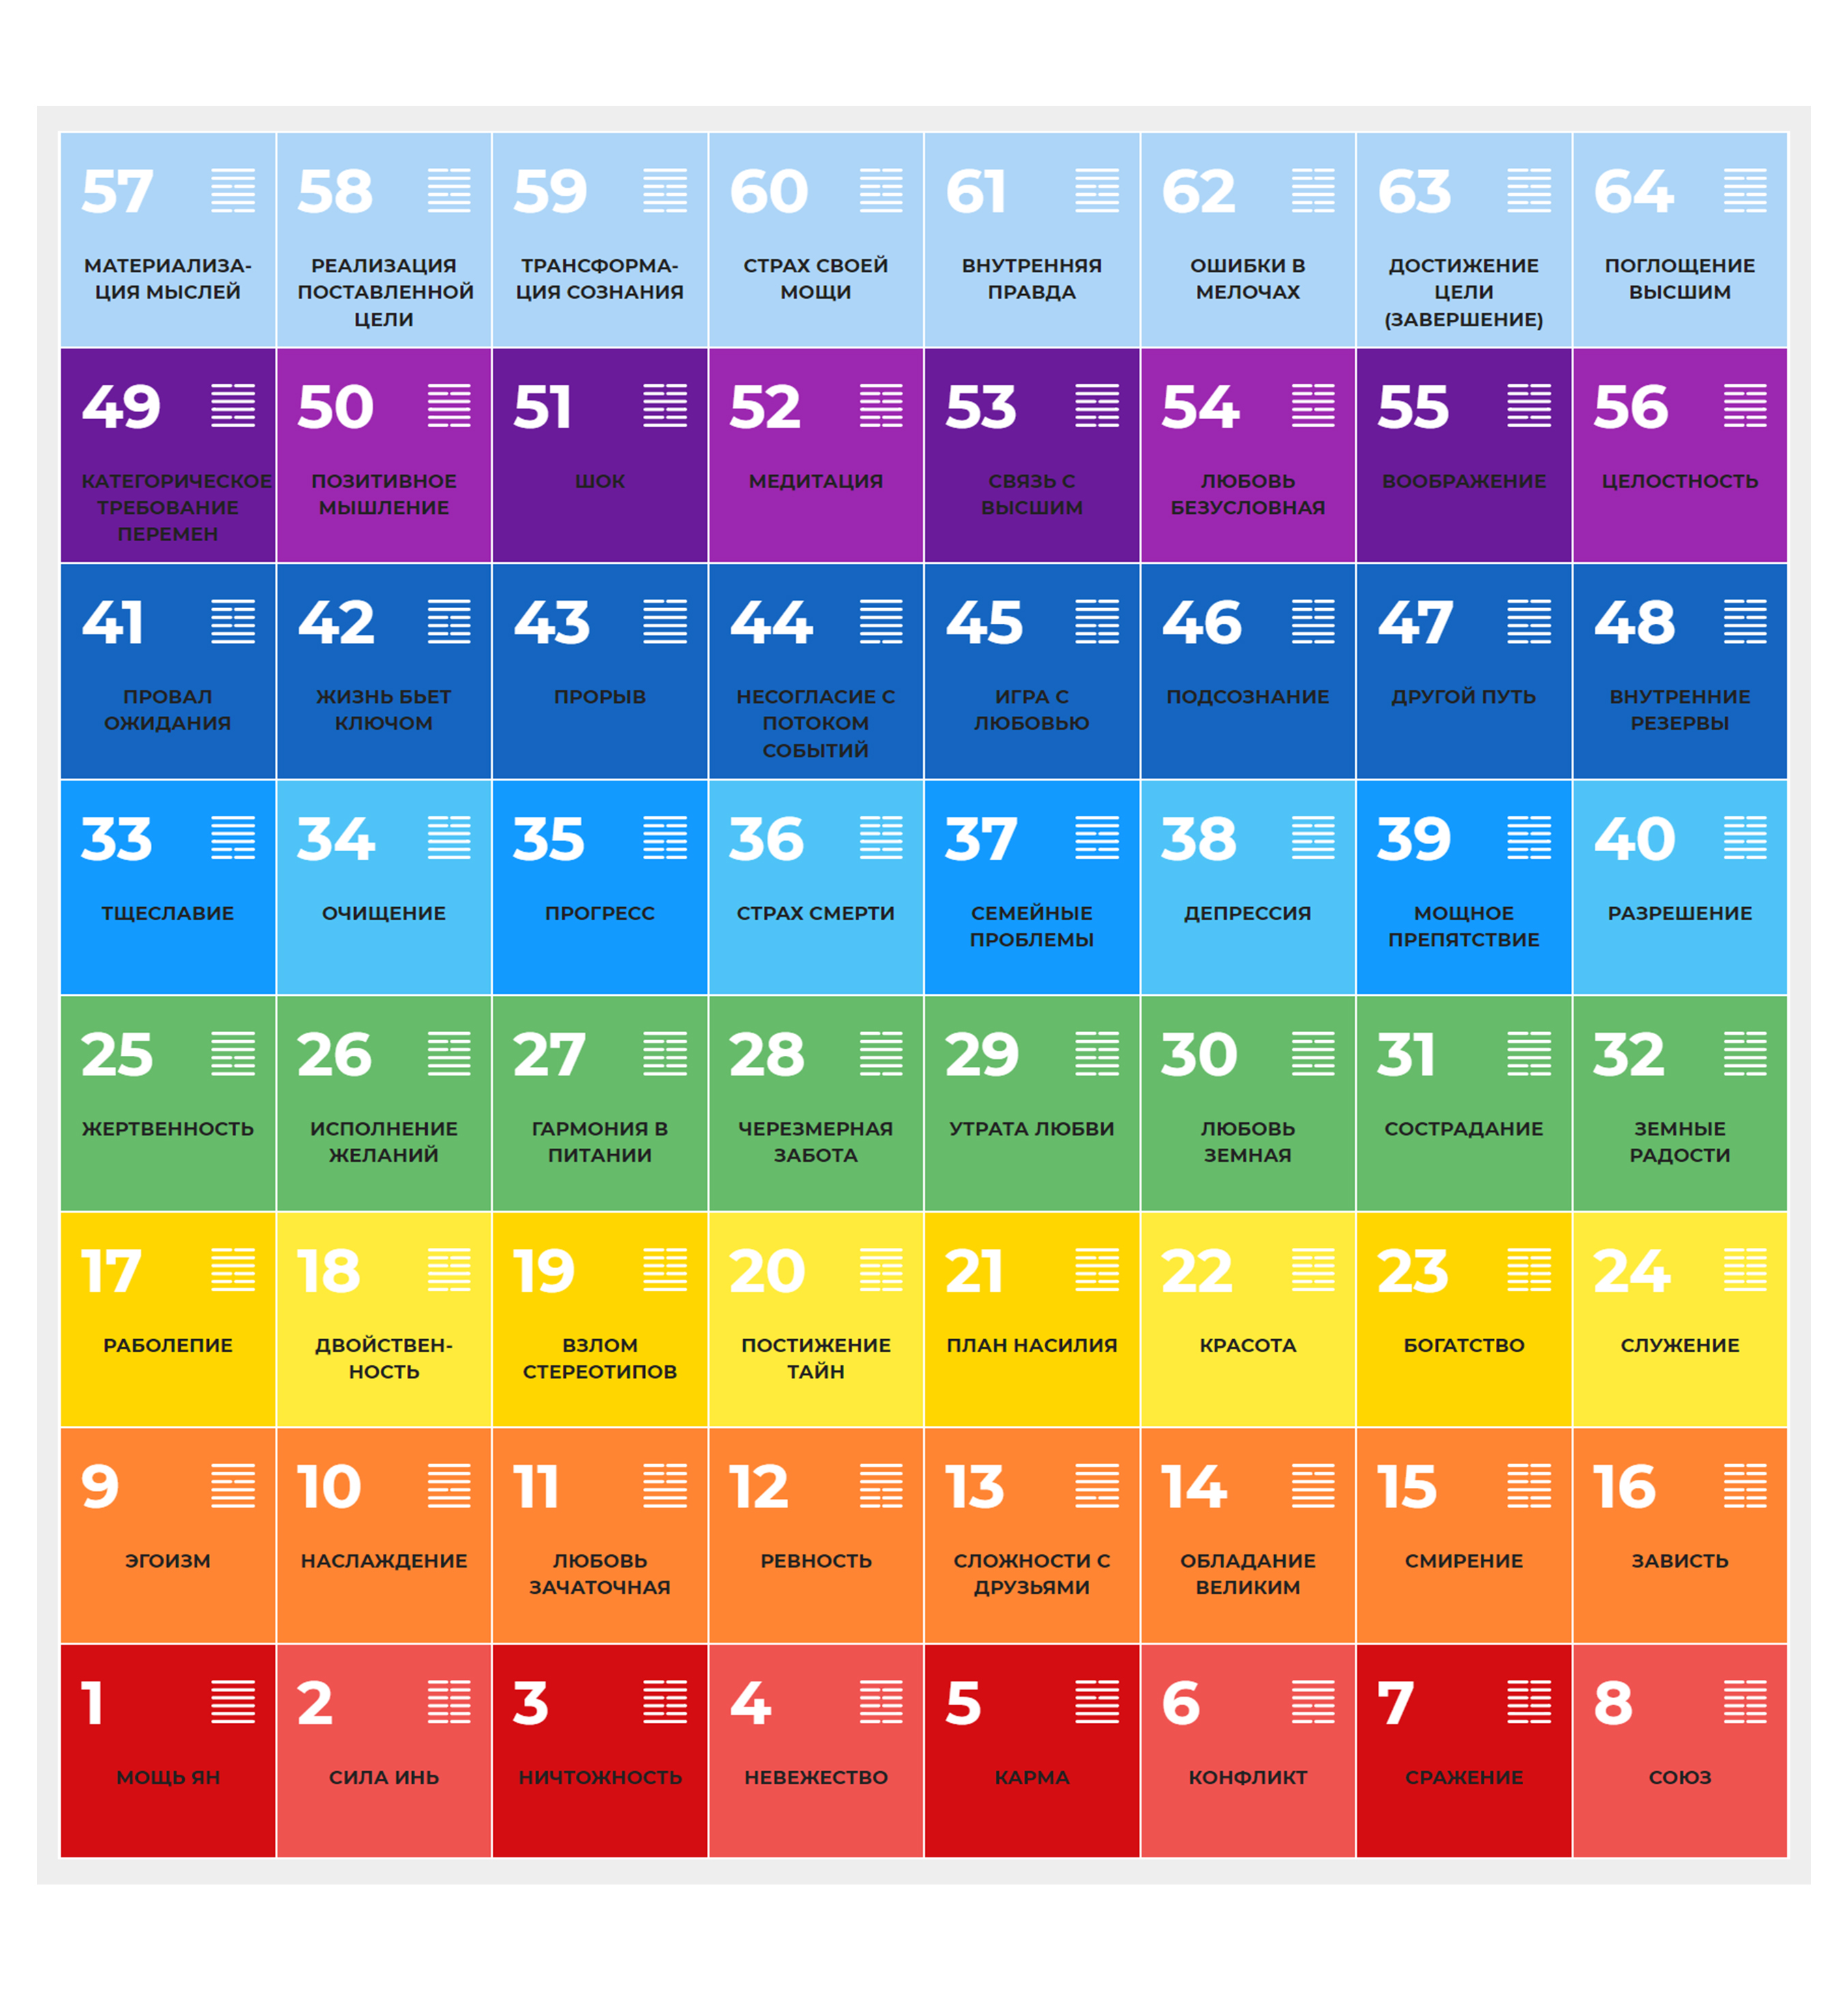 57
МАТЕРИАЛИЗА-
ЦИЯ МЫСЛЕЙ
58
РЕАЛИЗАЦИЯ
ПОСТАВЛЕННОЙ
ЦЕЛИ
59
ТРАНСФОРМА-
ЦИЯ СОЗНАНИЯ
60
СТРАХ СВОЕЙ
МОЩИ
61
ВНУТРЕННЯЯ
ПРАВДА
62
ОШИБКИ В
МЕЛОЧАХ
63
ДОСТИЖЕНИЕ
ЦЕЛИ
(ЗАВЕРШЕНИЕ)
64
ПОГЛОЩЕНИЕ
ВЫСШИМ
49
КАТЕГОРИЧЕСКОЕ
ТРЕБОВАНИЕ
ПЕРЕМЕН
50
ПОЗИТИВНОЕ
МЫШЛЕНИЕ
51
ШОК
52
МЕДИТАЦИЯ
53
СВЯЗЬ С
ВЫСШИМ
54
ЛЮБОВЬ
БЕЗУСЛОВНАЯ
55
ВООБРАЖЕНИЕ
56
ЦЕЛОСТНОСТЬ
41
ПРОВАЛ
ОЖИДАНИЯ
42
ЖИЗНЬ БЬЕТ
КЛЮЧОМ
43
ПРОРЫВ
44
НЕСОГЛАСИЕ С
ПОТОКОМ
СОБЫТИЙ
45
ИГРА С
ЛЮБОВЬЮ
46
ПОДСОЗНАНИЕ
47
ДРУГОЙ ПУТЬ
48
ВНУТРЕННИЕ
РЕЗЕРВЫ
33
ТЩЕСЛАВИЕ
34
ОЧИЩЕНИЕ
35
ПРОГРЕСС
36
СТРАХ СМЕРТИ
37
СЕМЕЙНЫЕ
ПРОБЛЕМЫ
38
ДЕПРЕССИЯ
39
МОЩНОЕ
ПРЕПЯТСТВИЕ
40
РАЗРЕШЕНИЕ
25
ЖЕРТВЕННОСТЬ
26
ИСПОЛНЕНИЕ
ЖЕЛАНИЙ
27
ГАРМОНИЯ В
ПИТАНИИ
28
ЧЕРЕЗМЕРНАЯ
ЗАБОТА
29
УТРАТА ЛЮБВИ
30
ЛЮБОВЬ
ЗЕМНАЯ
31
СОСТРАДАНИЕ
32
ЗЕМНЫЕ
РАДОСТИ
17
РАБОЛЕПИЕ
18
ДВОЙСТВЕН-
НОСТЬ
19
ВЗЛОМ
СТЕРЕОТИПОВ
20
ПОСТИЖЕНИЕ
ТАЙН
21
ПЛАН НАСИЛИЯ
22
КРАСОТА
23
БОГАТСТВО
24
СЛУЖЕНИЕ
9
ЭГОИЗМ
10
НАСЛАЖДЕНИЕ
11
ЛЮБОВЬ
ЗАЧАТОЧНАЯ
12
РЕВНОСТЬ
13
СЛОЖНОСТИ С
ДРУЗЬЯМИ
14
ОБЛАДАНИЕ
ВЕЛИКИМ
15
СМИРЕНИЕ
16
ЗАВИСТЬ
1
МОЩЬ ЯН
2
СИЛА ИНЬ
3
НИЧТОЖНОСТЬ
4
НЕВЕЖЕСТВО
5
КАРМА
6
КОНФЛИКТ
7
СРАЖЕНИЕ
8
СОЮЗ